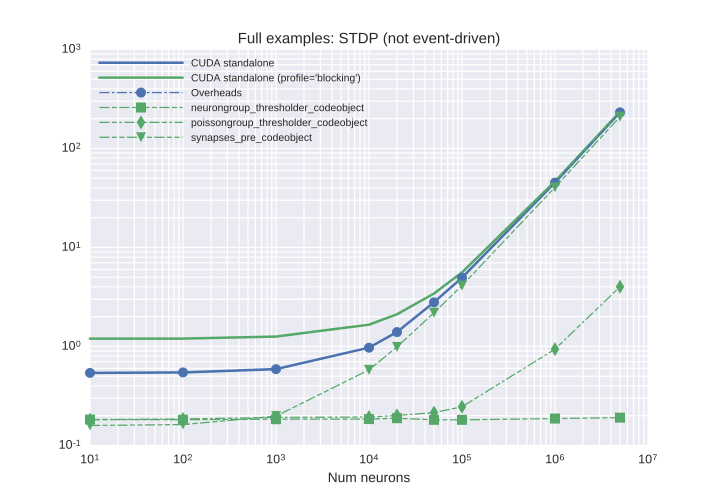 Full examples: STDP (not event-driven)
10³
CUDA standalone
CUDA standalone (profile='blocking')
Overheads
neurongroup_thresholder_codeobject
poissongroup_thresholder_codeobject
synapses_pre_codeobject
10²
10¹
10⁰
10⁻¹
10¹ 10² 10³ 10⁴ 10⁵ 10⁶ 10⁷
Num neurons